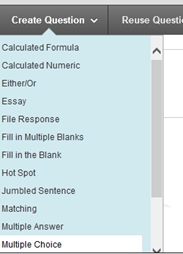 Create Question Reuse Questi
Calculated Formula
Calculated Numeric
Either/Or
Essay
File Response
Fill in Multiple Blanks
Fill in the Blank
Hot Spot
Jumbled Sentence
Matching
Multiple Answer
Multiple Choice